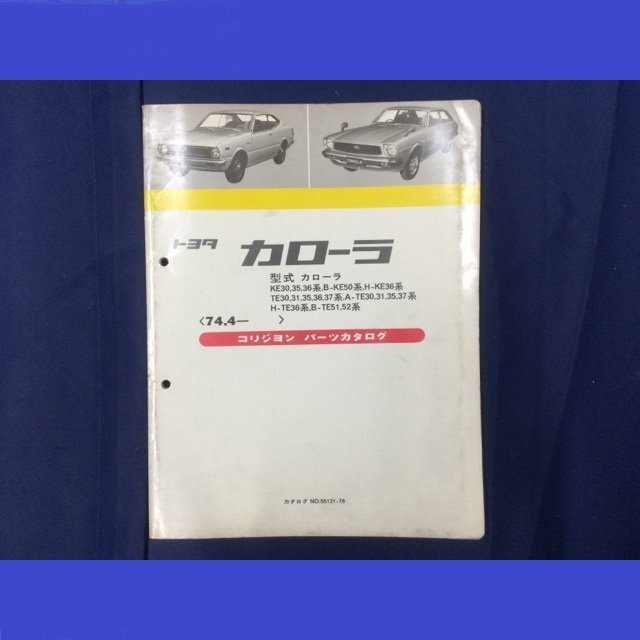 トヨタ カローラ
型式 カローラ
KE30,35,36系,B-KE50系,H-KE36系
TE30,31,35,36,37系,A-TE30,31,35,37系
H-TE36系,B-TE51,52系
〈74.4— 〉
コリジョン パーツカタログ
カタログ NO.55121-76